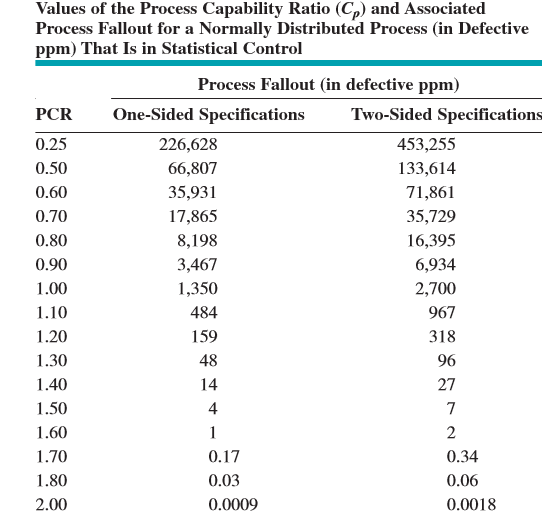 Values of the Process Capability Ratio (Cp) and Associated
Process Fallout for a Normally Distributed Process (in Defective
ppm) That Is in Statistical Control
Process Fallout (in defective ppm)
PCR One-Sided Specifications Two-Sided Specifications
0.25 226,628 453,255
0.50 66,807 133,614
0.60 35,931 71,861
0.70 17,865 35,729
0.80 8,198 16,395
0.90 3,467 6,934
1.00 1,350 2,700
1.10 484 967
1.20 159 318
1.30 48 96
1.40 14 27
1.50 4 7
1.60 1 2
1.70 0.17 0.34
1.80 0.03 0.06
2.00 0.0009 0.0018